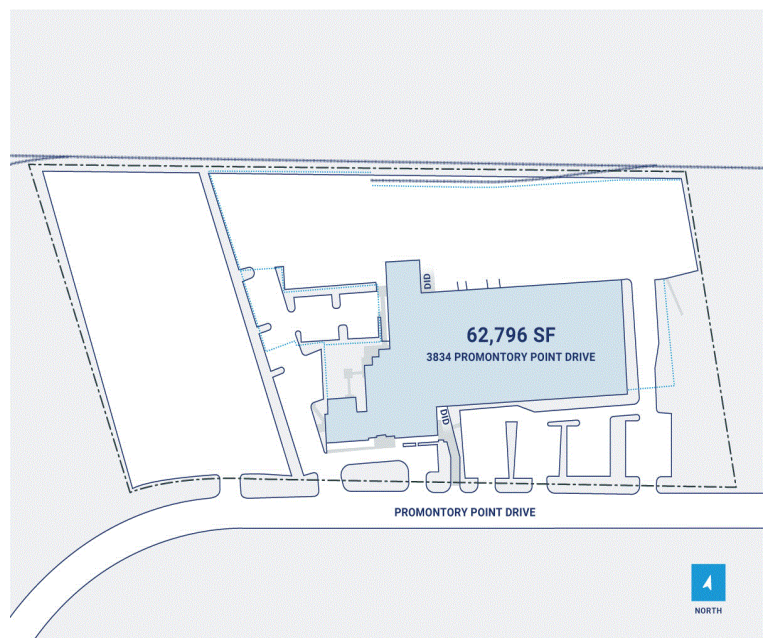 DID
62,796 SF
3834 PROMONTORY POINT DRIVE
DID
PROMONTORY POINT DRIVE
NORTH